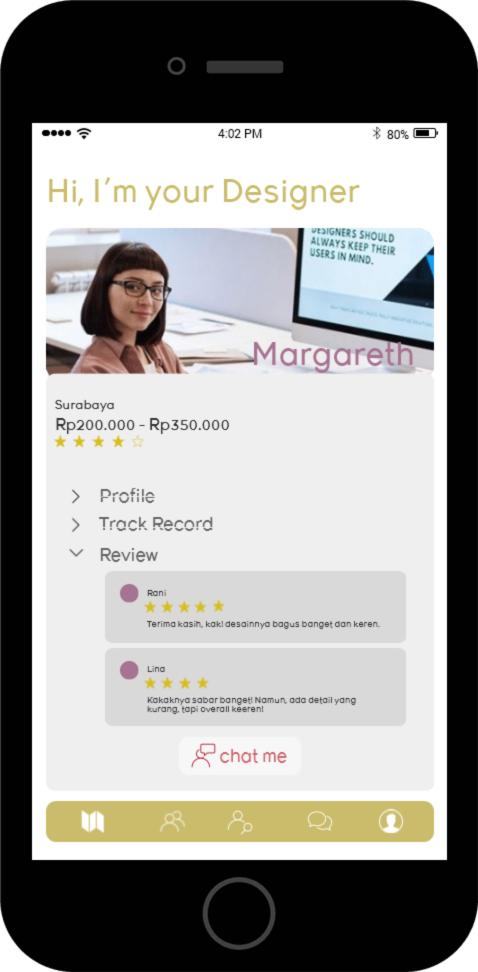 4:02 PM
80%
Hi, I'm your Designer
DESIGNERS SHOULD
ALWAYS KEEP THEIR
USERS IN MIND.
Margareth
Surabaya
Rp200.000 - Rp350.000
Profile
Track Record
Review
Rani
Terima kasih, kak! desainnya bagus banget dan keren.
Lina
Kakaknya sabar banget! Namun, ada detail yang
kurang, tapi overall keeren!
chat me